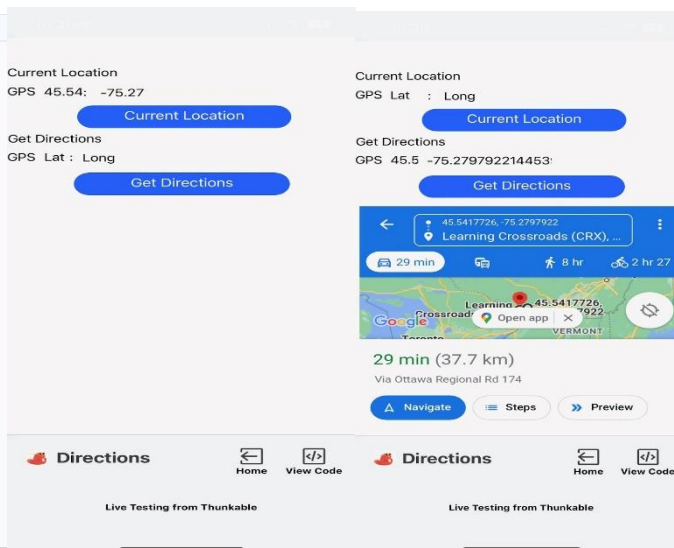 Current Location
GPS 45.54: -75.27
Current Location
Get Directions
GPS Lat : Long
Get Directions
Directions
Home
View Code
Live Testing from Thunkable
Current Location
GPS Lat : Long
Current Location
Get Directions
GPS 45.5 -75.279792214453
Get Directions
45.5417726, -75.2797922
Learning Crossroads (CRX), ...
29 min
8 hr
2 hr 27
Learning
Crossroads
45.5417726,
7922
Google
Open app
VERMONT
Toronto
29 min (37.7 km)
Via Ottawa Regional Rd 174
Navigate
Steps
Preview
Directions
Home
View Code
Live Testing from Thunkable